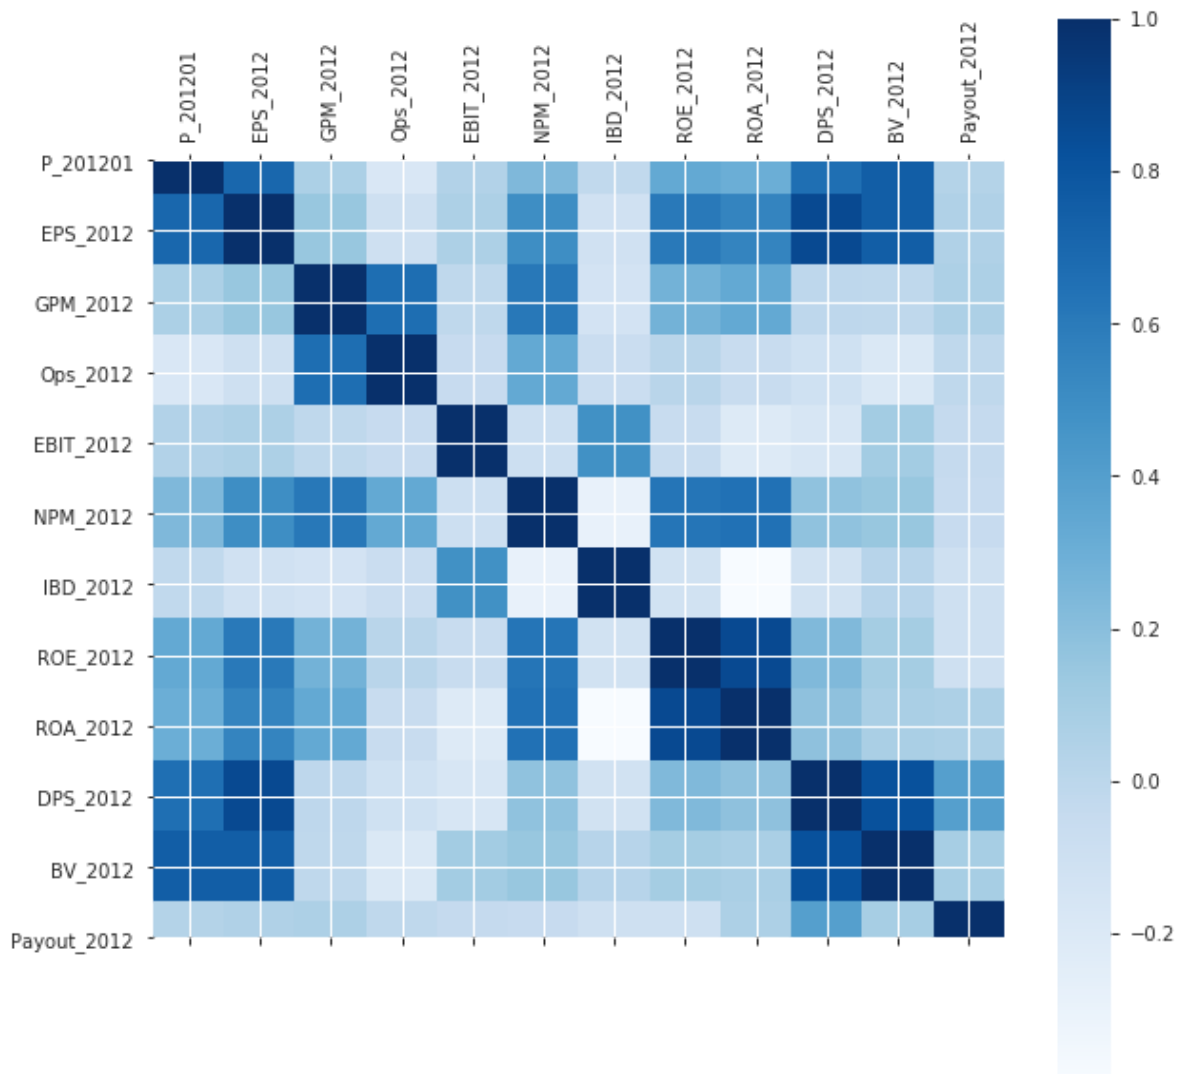 P_201201
EPS_2012
GPM_2012
Ops_2012
EBIT_2012
NPM_2012
IBD_2012
ROE_2012
ROA_2012
DPS_2012
BV_2012
Payout_2012
P_201201
EPS_2012
GPM_2012
Ops_2012
EBIT_2012
NPM_2012
IBD_2012
ROE_2012
ROA_2012
DPS_2012
BV_2012
Payout_2012
1.0
0.8
0.6
0.4
0.2
0.0
−0.2